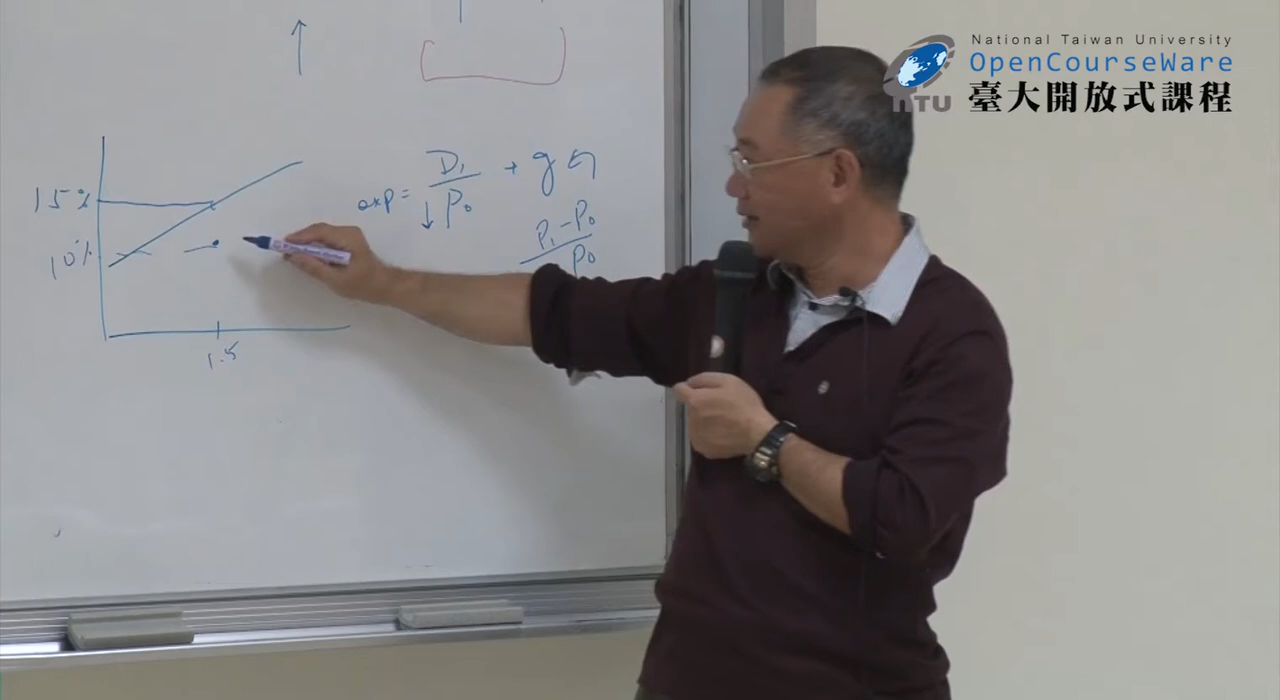 National Taiwan University
OpenCourseWare
NTU 臺大開放式課程
15%
10%
1.5
exp = D₁/P₀ + g
P₁-P₀
P₀